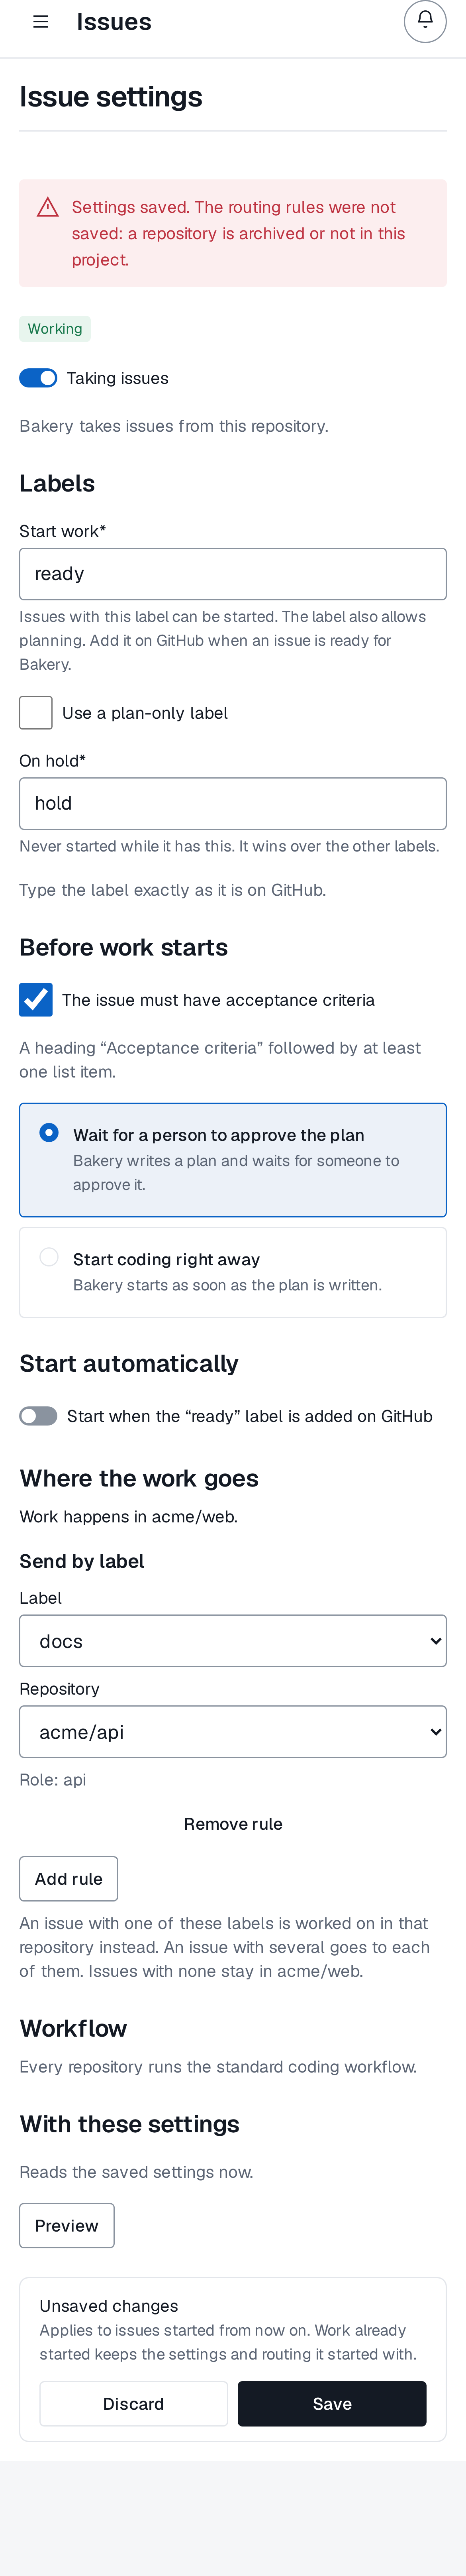 Issues
Issue settings
Settings saved. The routing rules were not
saved: a repository is archived or not in this
project.
Working
Taking issues
Bakery takes issues from this repository.
Labels
Start work*
ready
Issues with this label can be started. The label also allows
planning. Add it on GitHub when an issue is ready for
Bakery.
Use a plan-only label
On hold*
hold
Never started while it has this. It wins over the other labels.
Type the label exactly as it is on GitHub.
Before work starts
The issue must have acceptance criteria
A heading “Acceptance criteria” followed by at least
one list item.
Wait for a person to approve the plan
Bakery writes a plan and waits for someone to
approve it.
Start coding right away
Bakery starts as soon as the plan is written.
Start automatically
Start when the “ready” label is added on GitHub
Where the work goes
Work happens in acme/web.
Send by label
Label
docs
Repository
acme/api
Role: api
Remove rule
Add rule
An issue with one of these labels is worked on in that
repository instead. An issue with several goes to each
of them. Issues with none stay in acme/web.
Workflow
Every repository runs the standard coding workflow.
With these settings
Reads the saved settings now.
Preview
Unsaved changes
Applies to issues started from now on. Work already
started keeps the settings and routing it started with.
Discard
Save